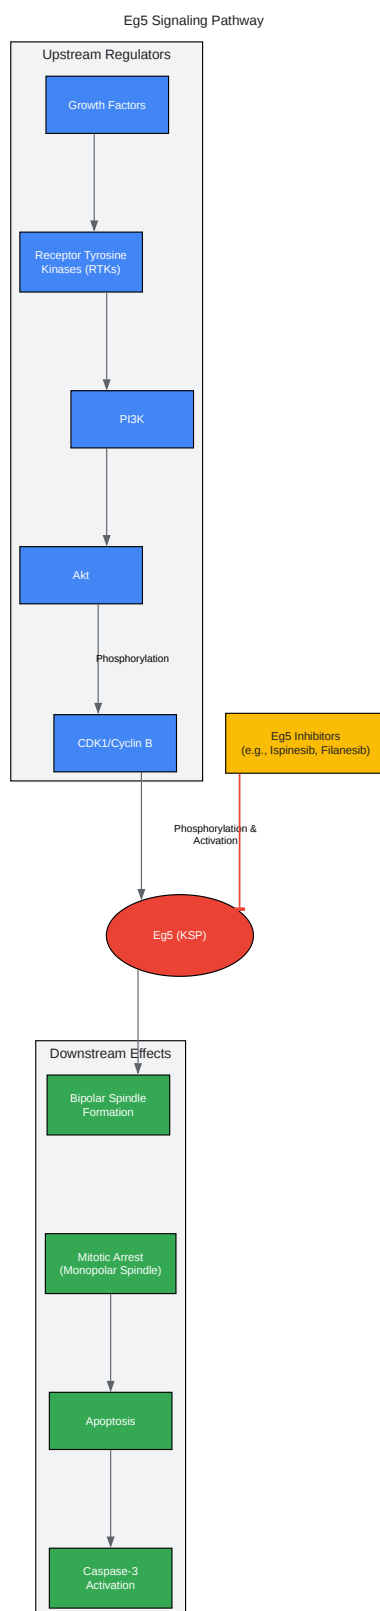 Eg5 Signaling Pathway
Upstream Regulators
Growth Factors
Receptor Tyrosine
Kinases (RTKs)
PI3K
Akt
Phosphorylation
CDK1/Cyclin B
Eg5 Inhibitors
(e.g., Ispinesib, Filanesib)
Phosphorylation &
Activation
Eg5 (KSP)
Downstream Effects
Bipolar Spindle
Formation
Mitotic Arrest
(Monopolar Spindle)
Apoptosis
Caspase-3
Activation